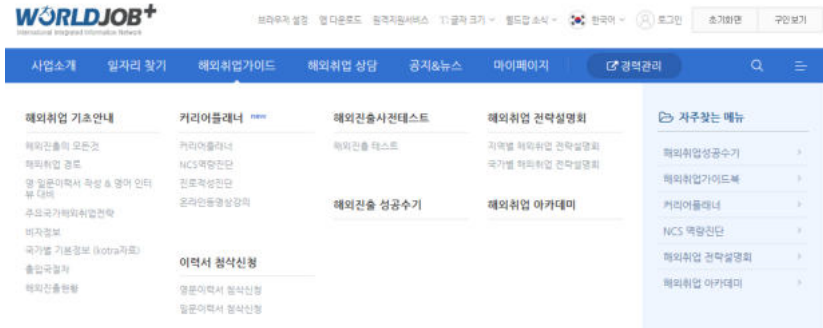 WORLDJOB+
International Integrated Information Network
브라우저 설정 앱 다운로드 원격지원서비스 글자 크기 월드잡 소식 한국어 로그인 초기화면 구인보기
사업소개 일자리 찾기 해외취업가이드 해외취업 상담 공지&뉴스 마이페이지 경력관리
해외취업 기초안내
해외진출의 모든것
해외취업 경로
영·일문이력서 작성 & 영어 인터
뷰 대비
주요국가해외취업전략
비자정보
국가별 기본정보 (kotra자료)
출입국절차
해외진출현황
커리어플래너 new
커리어플래너
NCS역량진단
진로적성진단
온라인동영상강의
이력서 첨삭신청
영문이력서 첨삭신청
일문이력서 첨삭신청
해외진출사전테스트
해외진출 테스트
해외진출 성공수기
해외취업 전략설명회
지역별 해외취업 전략설명회
국가별 해외취업 전략설명회
해외취업 아카데미
자주찾는 메뉴
해외취업성공수기
해외취업가이드북
커리어플래너
NCS 역량진단
해외취업 전략설명회
해외취업 아카데미